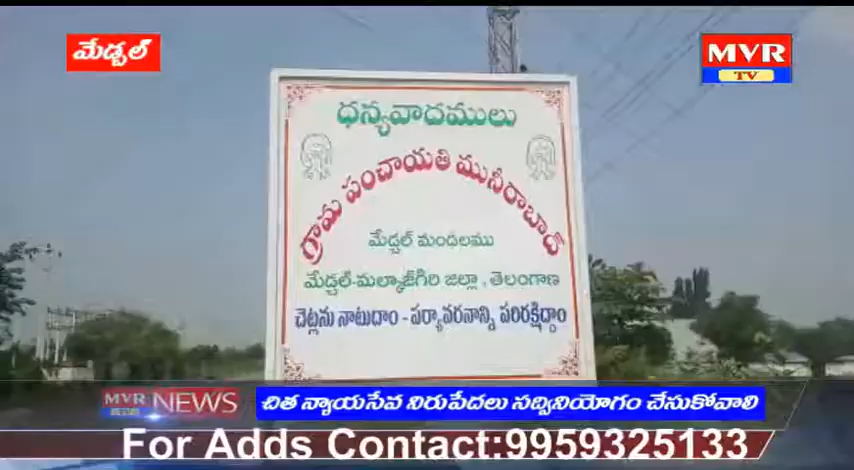 మేడ్చల్
MVR
TV
ధన్యవాదములు
గ్రామ పంచాయతి మునీరాబాద్
మేడ్చల్ మండలము
మేడ్చల్-మల్కాజ్‌గిరి జిల్లా, తెలంగాణ
చెట్లను నాటుదాం - పర్యావరనాన్ని పరిరక్షిద్దాం
MVR NEWS
చిత న్యాయసేవ నిరుపేదలు సద్వినియోగం చేసుకోవాలి
For Adds Contact:9959325133